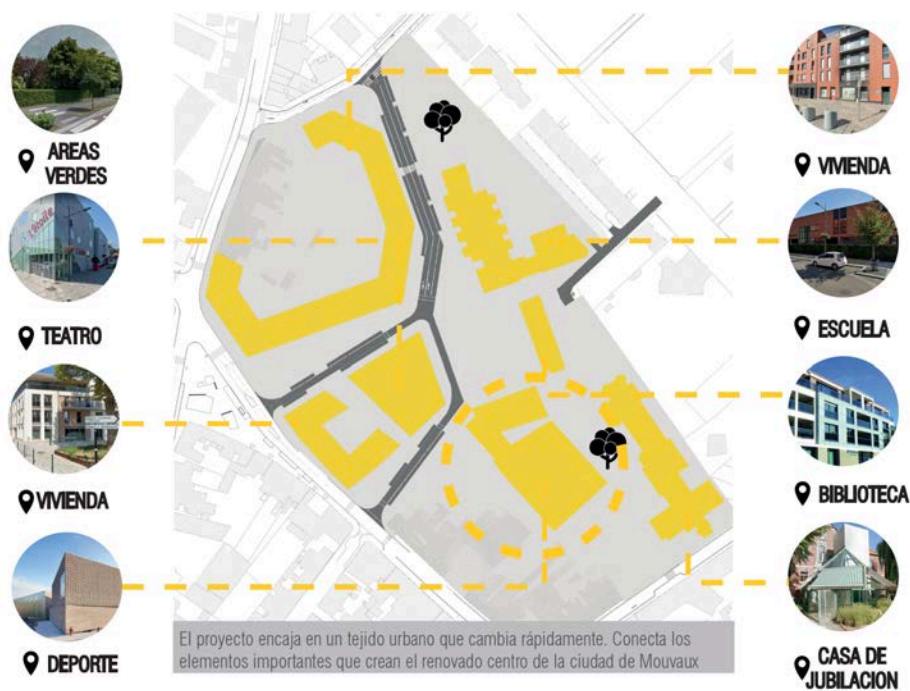 AREAS
VERDES
TEATRO
VIVIENDA
DEPORTE
VIVIENDA
ESCUELA
BIBLIOTECA
CASA DE
JUBILACION
l'étoile
El proyecto encaja en un tejido urbano que cambia rápidamente. Conecta los
elementos importantes que crean el renovado centro de la ciudad de Mouvaux